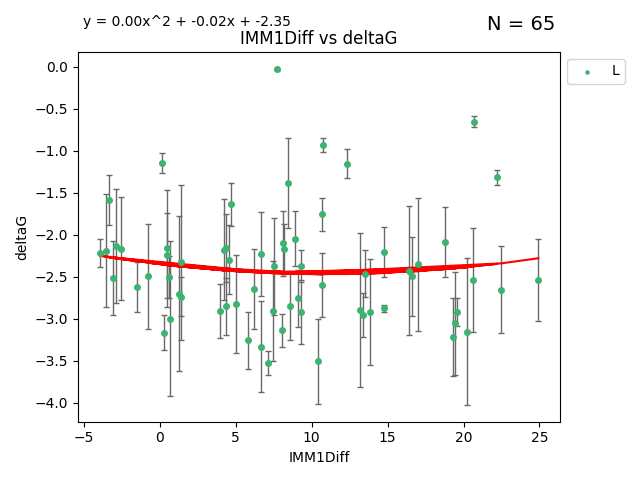 y = 0.00x^2 + -0.02x + -2.35
N = 65
IMM1Diff vs deltaG
L
0.0
−0.5
−1.0
−1.5
−2.0
−2.5
−3.0
−3.5
−4.0
deltaG
−5 0 5 10 15 20 25
IMM1Diff